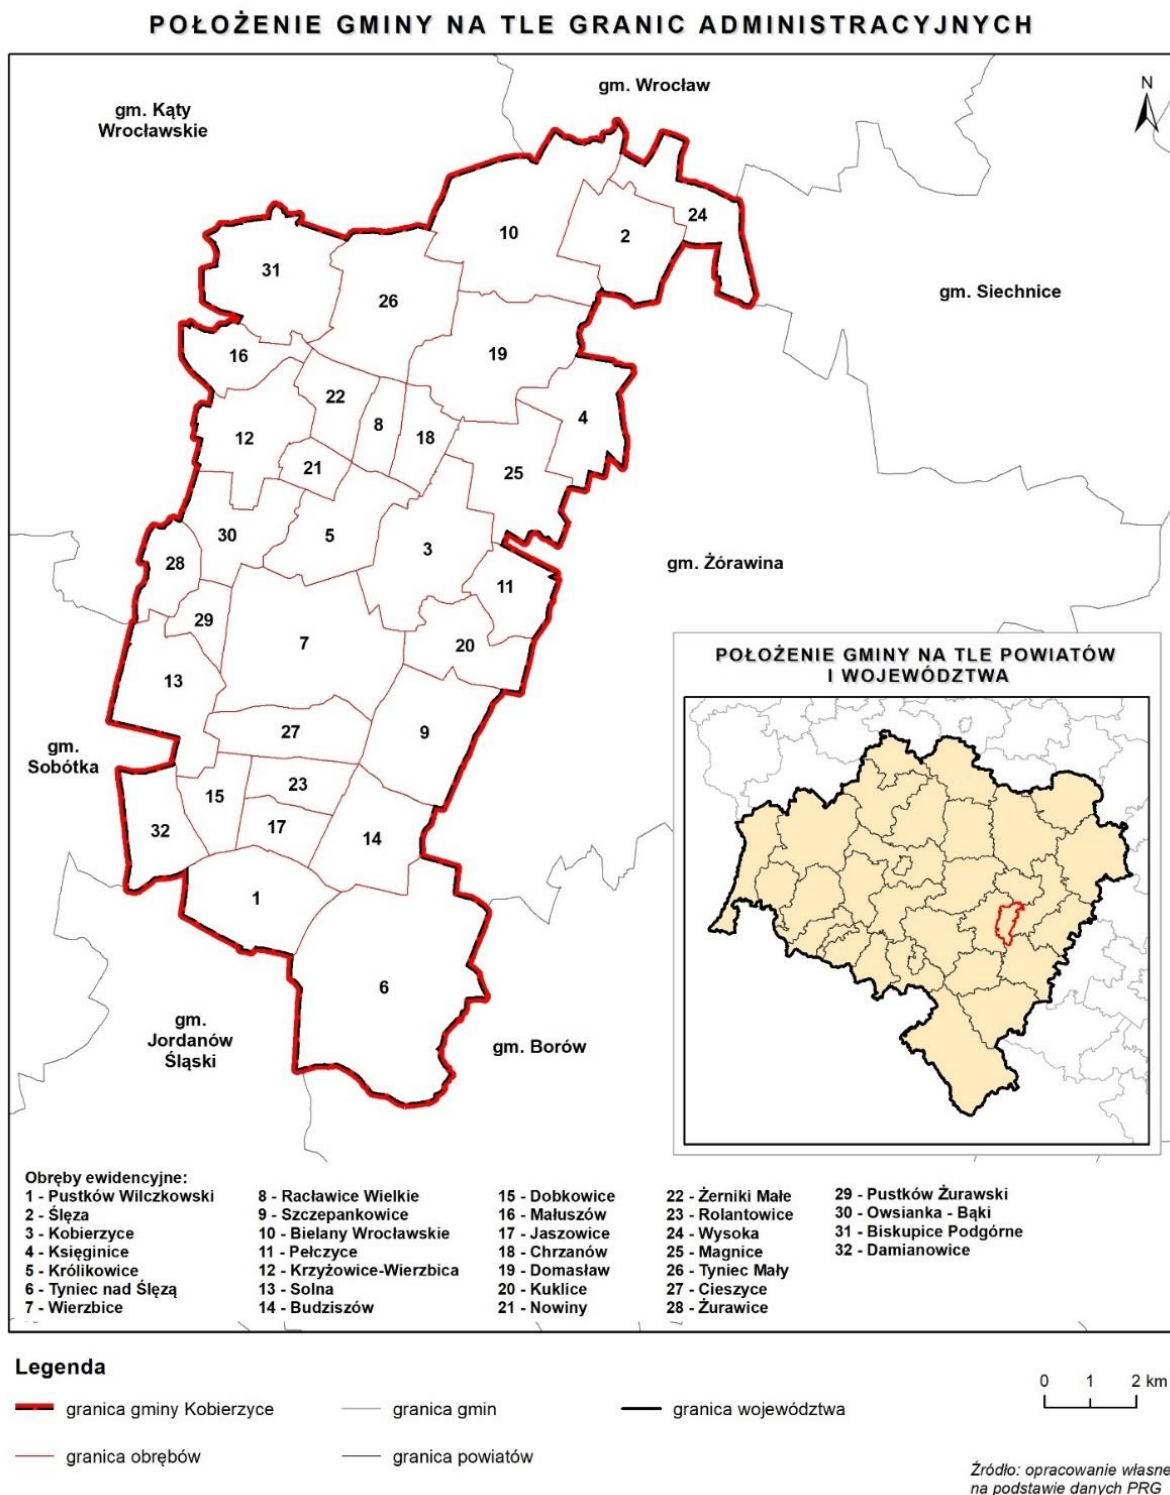 POŁOŻENIE GMINY NA TLE GRANIC ADMINISTRACYJNYCH
gm. Wrocław
N
gm. Kąty
Wrocławskie
24
10
2
31
gm. Siechnice
26
16
19
22
4
8
12
18
21
25
30
5
3
28
gm. Żórawina
11
29
7
20
13
27
9
gm.
Sobótka
23
15
17
32
14
1
6
gm.
Jordanów
Śląski
gm. Borów
POŁOŻENIE GMINY NA TLE POWIATÓW
I WOJEWÓDZTWA
Obręby ewidencyjne:
1 - Pustków Wilczkowski
2 - Ślęza
3 - Kobierzyce
4 - Księginice
5 - Królikowice
6 - Tyniec nad Ślęzą
7 - Wierzbice
8 - Racławice Wielkie
9 - Szczepankowice
10 - Bielany Wrocławskie
11 - Pełczyce
12 - Krzyżowice-Wierzbica
13 - Solna
14 - Budziszów
15 - Dobkowice
16 - Małuszów
17 - Jaszowice
18 - Chrzanów
19 - Domasław
20 - Kuklice
21 - Nowiny
22 - Żerniki Małe
23 - Rolantowice
24 - Wysoka
25 - Magnice
26 - Tyniec Mały
27 - Cieszyce
28 - Żurawice
29 - Pustków Żurawski
30 - Owsianka - Bąki
31 - Biskupice Podgórne
32 - Damianowice
Legenda
granica gminy Kobierzyce
granica gmin
granica województwa
granica obrębów
granica powiatów
0 1 2 km
Źródło: opracowanie własne
na podstawie danych PRG